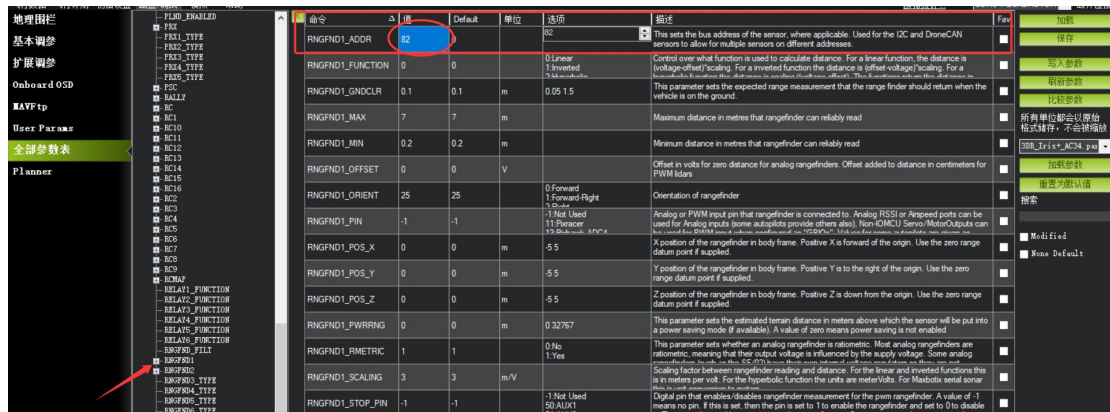 地理围栏
基本调参
扩展调参
Onboard OSD
MAVFtp
User Params
全部参数表
Planner
PLND_ENABLED
PRX
PRX1_TYPE
PRX2_TYPE
PRX3_TYPE
PRX4_TYPE
PRX5_TYPE
PSC
RALLY
RC
RC1
RC10
RC11
RC12
RC13
RC14
RC15
RC16
RC2
RC3
RC4
RC5
RC6
RC7
RC8
RC9
RCMAP
RELAY1_FUNCTION
RELAY2_FUNCTION
RELAY3_FUNCTION
RELAY4_FUNCTION
RELAY5_FUNCTION
RELAY6_FUNCTION
RNGFND_FILT
RNGFND1
RNGFND2
RNGFND3_TYPE
RNGFND4_TYPE
RNGFND5_TYPE
RNGFND6_TYPE
命令 值 Default 单位 选项 描述 Fav
RNGFND1_ADDR 82 0 82 This sets the bus address of the sensor, where applicable. Used for the I2C and DroneCAN
sensors to allow for multiple sensors on different addresses.
RNGFND1_FUNCTION 0 0 0:Linear Control over what function is used to calculate distance. For a linear function, the distance is
1:Inverted (voltage-offset)*scaling. For a inverted function the distance is (offset-voltage)*scaling. For a
2:Hyperbolic hyperbolic function the distance is scaling/(voltage-offset). The functions return the distance in
RNGFND1_GNDCLR 0.1 0.1 m 0.05 1.5 This parameter sets the expected range measurement that the range finder should return when the
vehicle is on the ground.
RNGFND1_MAX 7 7 m Maximum distance in metres that rangefinder can reliably read
RNGFND1_MIN 0.2 0.2 m Minimum distance in metres that rangefinder can reliably read
RNGFND1_OFFSET 0 0 V Offset in volts for zero distance for analog rangefinders. Offset added to distance in centimeters for
PWM lidars
RNGFND1_ORIENT 25 25 0:Forward
1:Forward-Right Orientation of rangefinder
2:Right
RNGFND1_PIN -1 -1 -1:Not Used Analog or PWM input pin that rangefinder is connected to. Analog RSSI or Airspeed ports can be
11:Pixracer used for Analog inputs (some autopilots provide others also). Non-IOMCU Servo/MotorOutputs can
RNGFND1_POS_X 0 0 m -5 5 X position of the rangefinder in body frame. Positive X is forward of the origin. Use the zero range
datum point if supplied.
RNGFND1_POS_Y 0 0 m -5 5 Y position of the rangefinder in body frame. Positive Y is to the right of the origin. Use the zero
range datum point if supplied.
RNGFND1_POS_Z 0 0 m -5 5 Z position of the rangefinder in body frame. Positive Z is down from the origin. Use the zero range
datum point if supplied.
RNGFND1_PWRRNG 0 0 m 0 32767 This parameter sets the estimated terrain distance in meters above which the sensor will be put into
a power saving mode (if available). A value of zero means power saving is not enabled
RNGFND1_RMETRIC 1 1 0:No This parameter sets whether an analog rangefinder is ratiometric. Most analog rangefinders are
1:Yes ratiometric, meaning that their output voltage is influenced by the supply voltage. Some analog
RNGFND1_SCALING 3 3 m/V Scaling factor between rangefinder reading and distance. For the linear and inverted functions this
is in meters per volt. For the hyperbolic function the units are meterVolts. For Maxbotix serial sonar
RNGFND1_STOP_PIN -1 -1 -1:Not Used Digital pin that enables/disables rangefinder measurement for the pwm rangefinder. A value of -1
50:AUX1 means no pin. If this is set, then the pin is set to 1 to enable the rangefinder and set to 0 to disable
加载
保存
写入参数
刷新参数
比较参数
所有单位都会以原始
格式储存，不会被缩放
3DR_Iris+_AC34.par
加载参数
重置为默认值
搜索
Modified
None Default